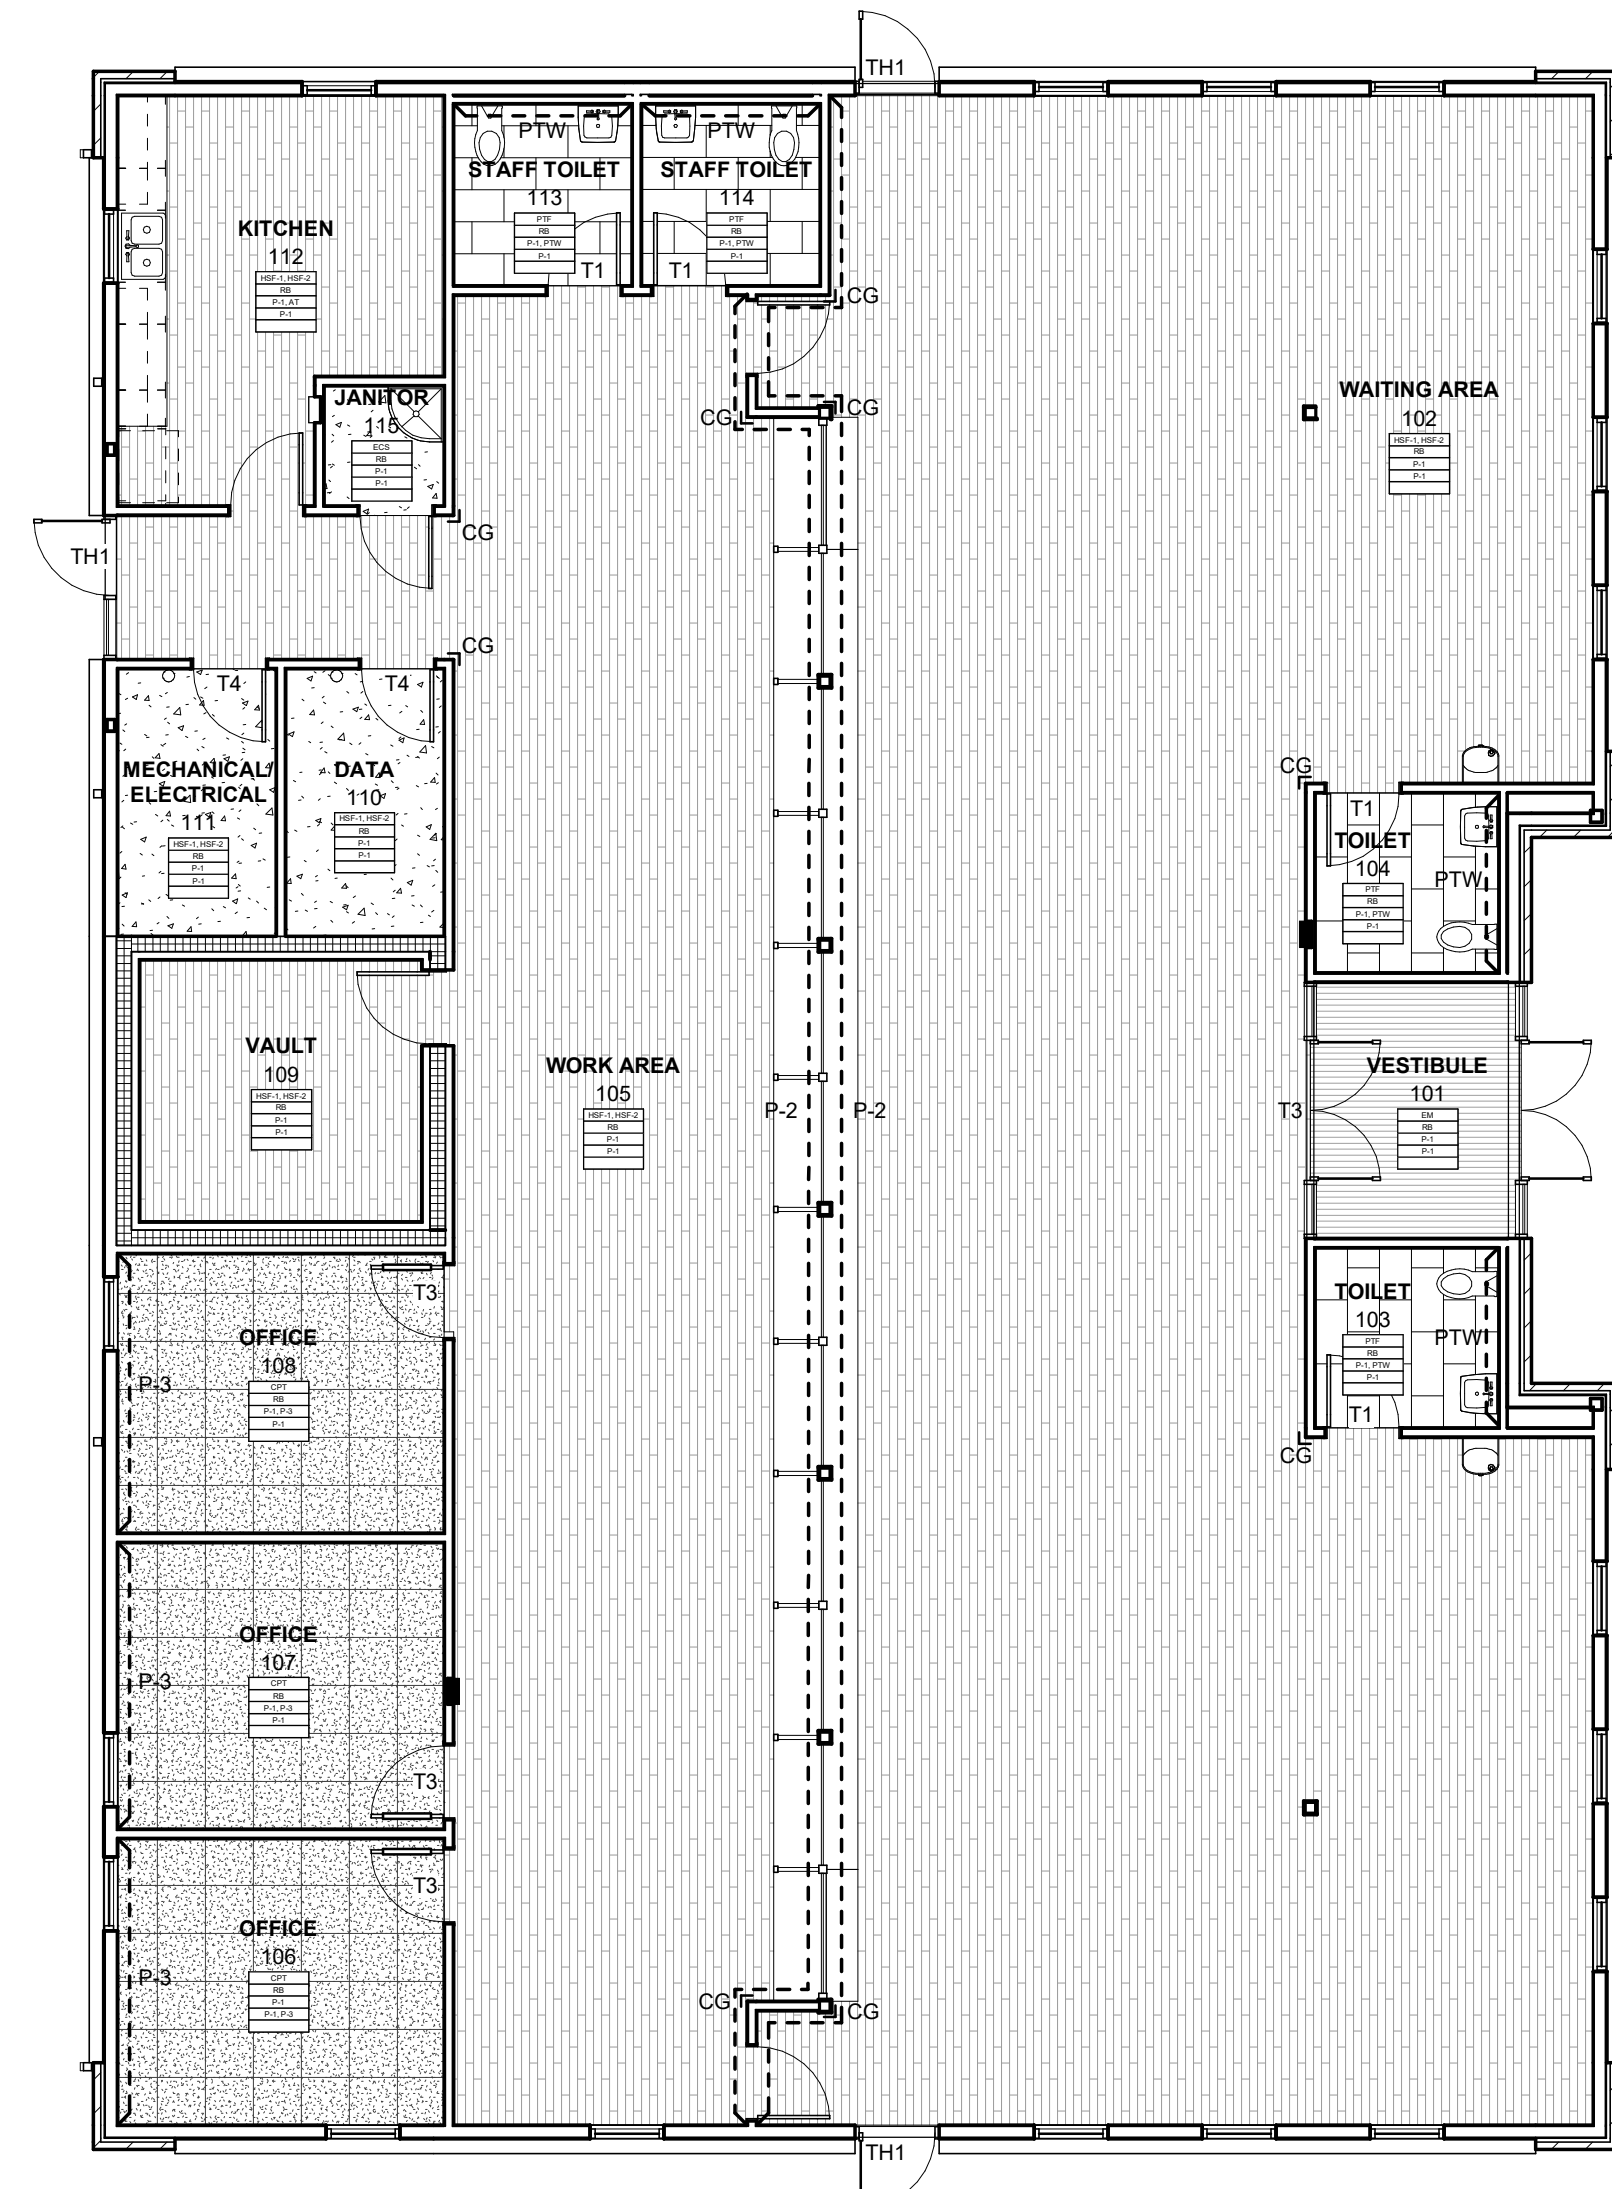 TH1
PTW
PTW
STAFF TOILET
113
PTF
RB
P-1, PTW
P-1
T1
STAFF TOILET
114
PTF
RB
P-1, PTW
P-1
T1
KITCHEN
112
HSF-1, HSF-2
RB
P-1, AT
P-1
CG
JANITOR
115
ECS
RB
P-1
P-1
CG
CG
WAITING AREA
102
HSF-1, HSF-2
RB
P-1
P-1
TH1
CG
CG
T4
T4
MECHANICAL/
ELECTRICAL
111
HSF-1, HSF-2
RB
P-1
P-1
DATA
110
HSF-1, HSF-2
RB
P-1
P-1
CG
T1
TOILET
104
PTW
PTF
RB
P-1, PTW
P-1
VAULT
109
HSF-1, HSF-2
RB
P-1
P-1
WORK AREA
105
HSF-1, HSF-2
RB
P-1
P-1
P-2
P-2
T3
VESTIBULE
101
EM
RB
P-1
P-1
T3
OFFICE
108
P-3
CPT
RB
P-1, P-3
P-1
TOILET
103
PTW
PTF
RB
P-1, PTW
P-1
T1
CG
OFFICE
107
P-3
CPT
RB
P-1, P-3
P-1
T3
T3
OFFICE
106
P-3
CPT
RB
P-1
P-1, P-3
CG
CG
TH1